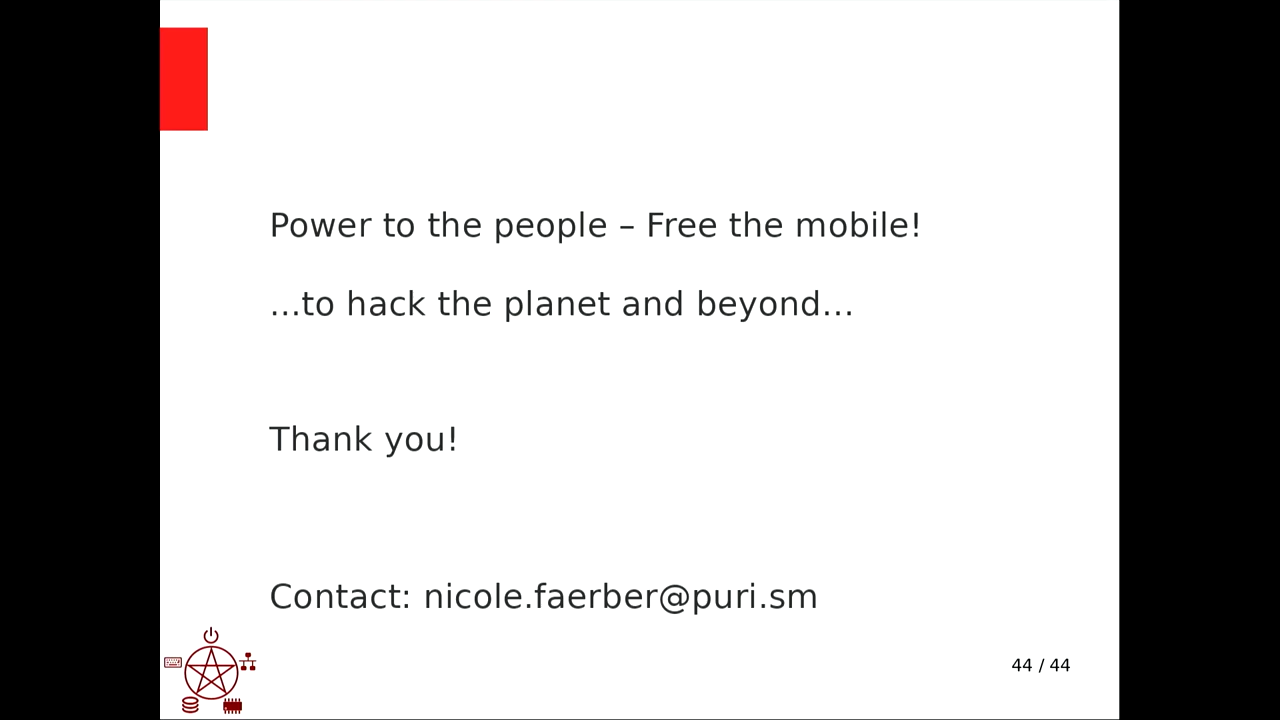 Power to the people – Free the mobile!
...to hack the planet and beyond...
Thank you!
Contact: nicole.faerber@puri.sm
44 / 44